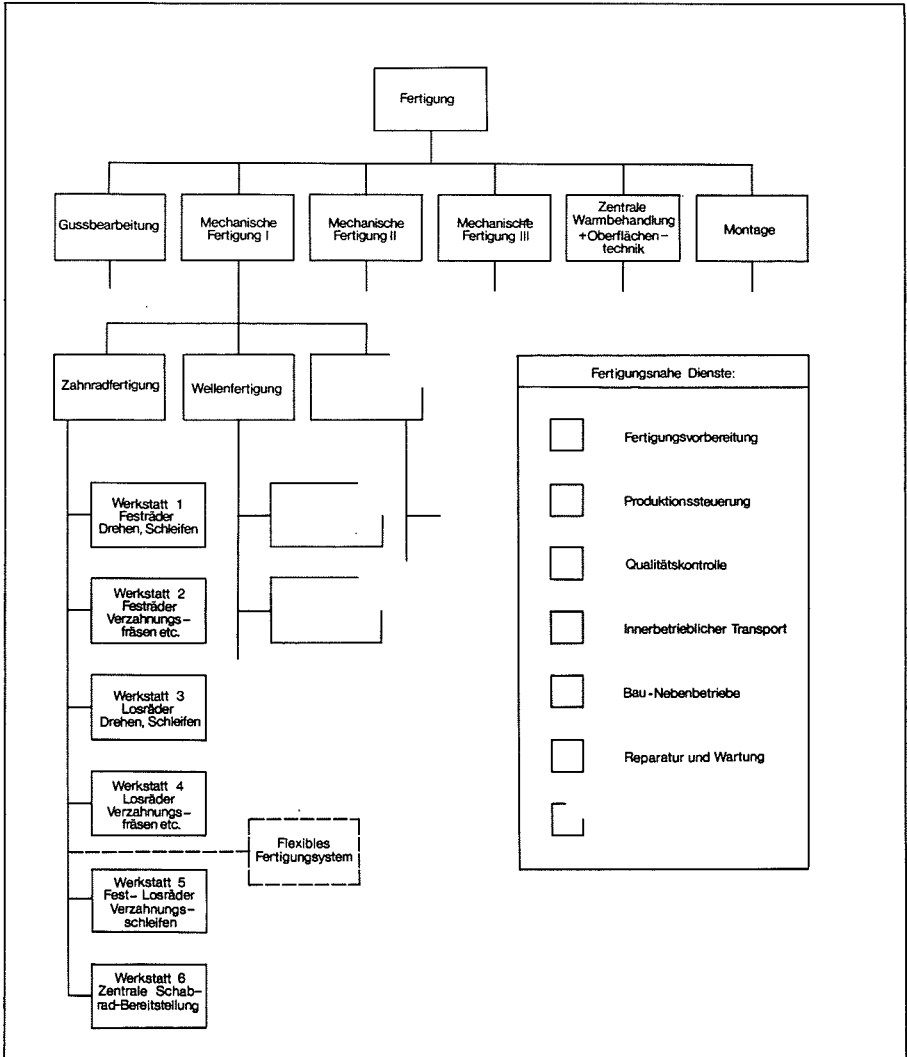 Fertigung
Gussbearbeitung
Mechanische
Fertigung I
Mechanische
Fertigung II
Mechanische
Fertigung III
Zentrale
Warmbehandlung
+Oberflächen-
technik
Montage
Zahnradfertigung
Wellenfertigung
Werkstatt 1
Festräder
Drehen, Schleifen
Werkstatt 2
Festräder
Verzahnungs-
fräsen etc.
Werkstatt 3
Losräder
Drehen, Schleifen
Werkstatt 4
Losräder
Verzahnungs-
fräsen etc.
Flexibles
Fertigungsystem
Werkstatt 5
Fest- Losräder
Verzahnungs-
schleifen
Werkstatt 6
Zentrale Schab-
rad-Bereitstellung
Fertigungsnahe Dienste:
Fertigungsvorbereitung
Produktionssteuerung
Qualitätskontrolle
Innerbetrieblicher Transport
Bau-Nebenbetriebe
Reparatur und Wartung